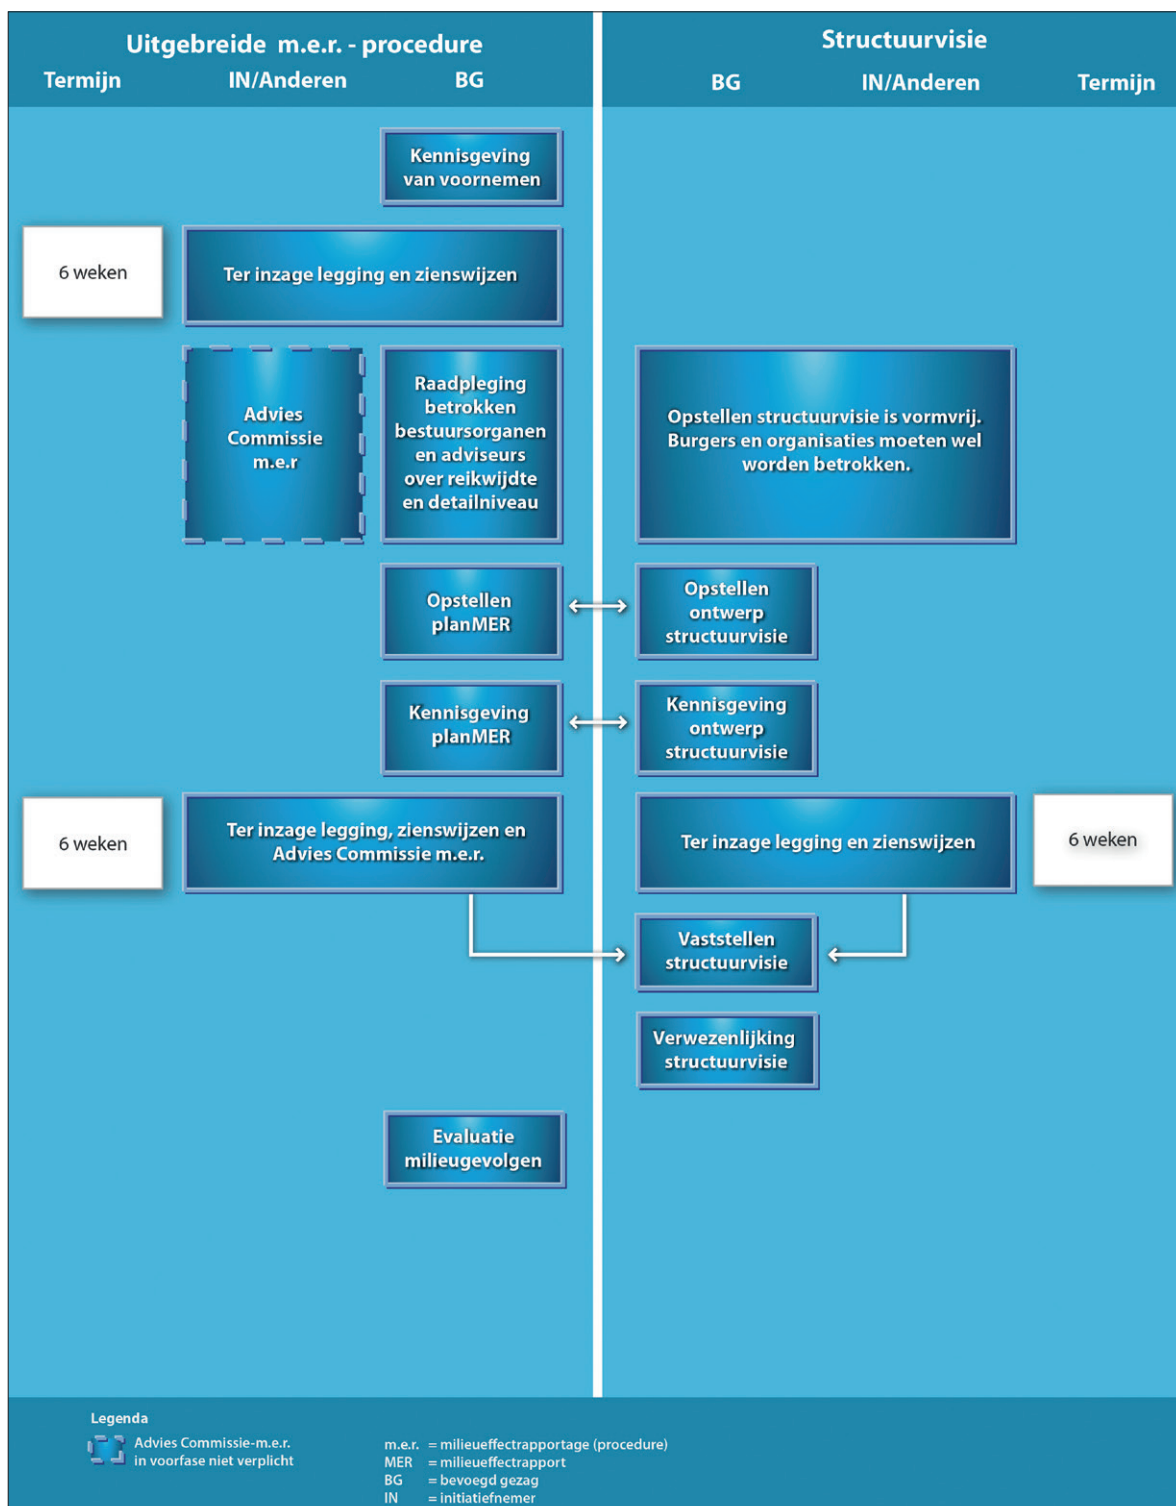 Uitgebreide m.e.r. - procedure
Termijn
IN/Anderen
BG
Structuurvisie
BG
IN/Anderen
Termijn
Kennisgeving
van voornemen
6 weken
Ter inzage legging en zienswijzen
Advies
Commissie
m.e.r
Raadpleging
betrokken
bestuursorganen
en adviseurs
over reikwijdte
en detailniveau
Opstellen structuurvisie is vormvrij.
Burgers en organisaties moeten wel
worden betrokken.
Opstellen
planMER
Opstellen
ontwerp
structuurvisie
Kennisgeving
planMER
Kennisgeving
ontwerp
structuurvisie
6 weken
Ter inzage legging, zienswijzen en
Advies Commissie m.e.r.
Ter inzage legging en zienswijzen
6 weken
Vaststellen
structuurvisie
Verwezenlijking
structuurvisie
Evaluatie
milieugevolgen
Legenda
Advies Commissie-m.e.r.
in voorfase niet verplicht
m.e.r. = milieueffectrapportage (procedure)
MER = milieueffectrapport
BG = bevoegd gezag
IN = initiatiefnemer